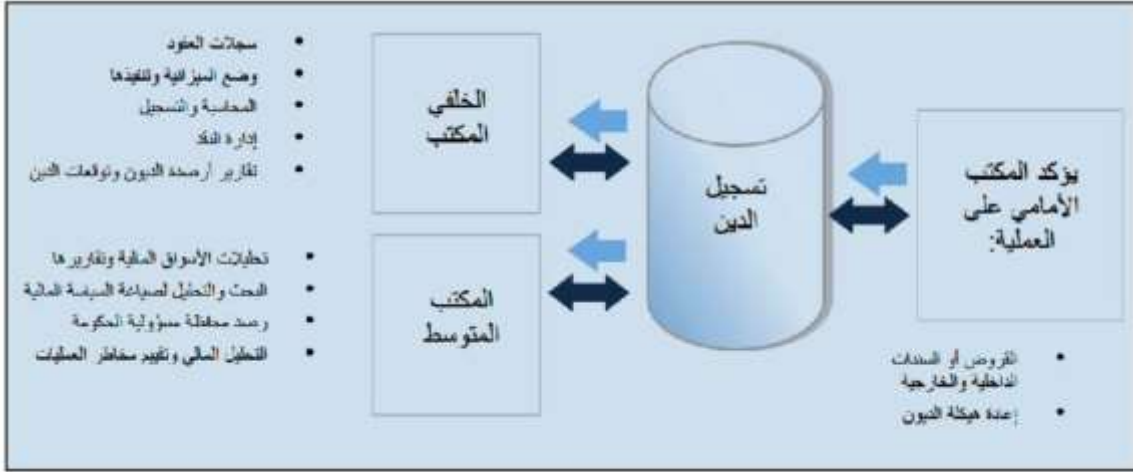 يؤكد المكتب
الأمامي على
العملية:
القروض أو السندات
الداخلية والخارجية
إعدة هيكلة الديون
تسجيل
الدين
الخلفي
المكتب
سجلات العقود
وضع الميزانية وتنفيذها
المحاسبة والتسجيل
إدارة النقد
تقارير أرصدة الديون وتوقعات الدين
المكتب
المتوسط
تحليلات الأسواق المالية وتقاريرها
البحث والتحليل لصياغة السياسة المالية
رصد محافظة مسؤولية الحكومة
التحليل المالي وتقييم مخاطر العمليات